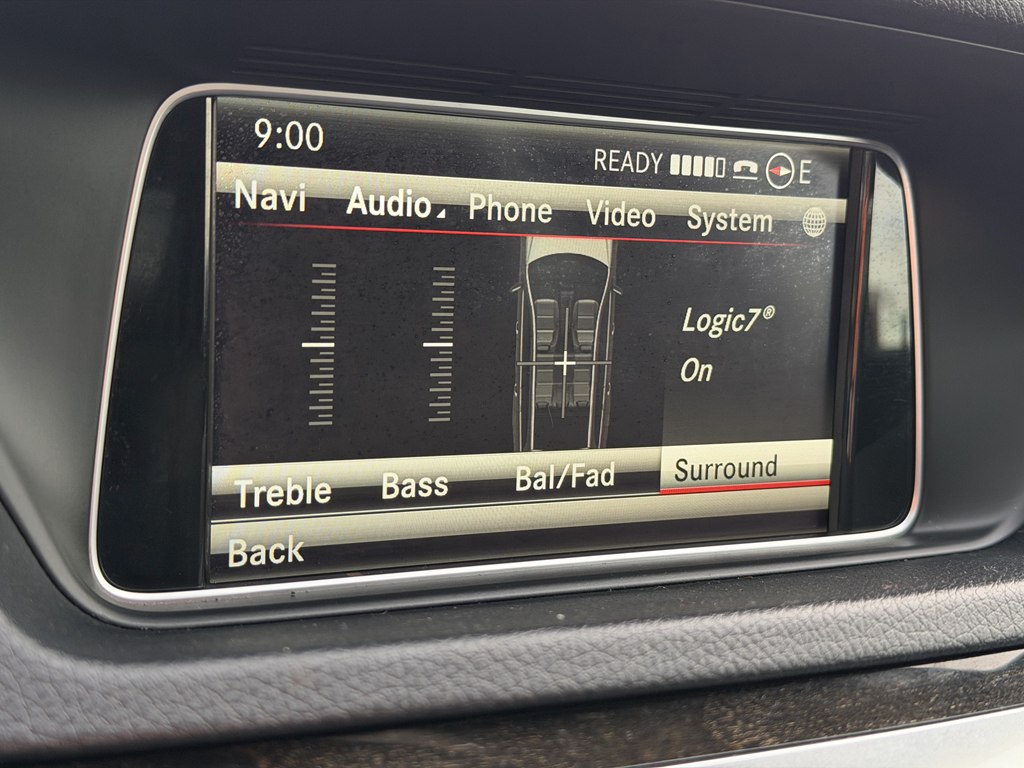 9:00
READY E
Navi Audio Phone Video System
Logic7®
On
Treble Bass Bal/Fad Surround
Back